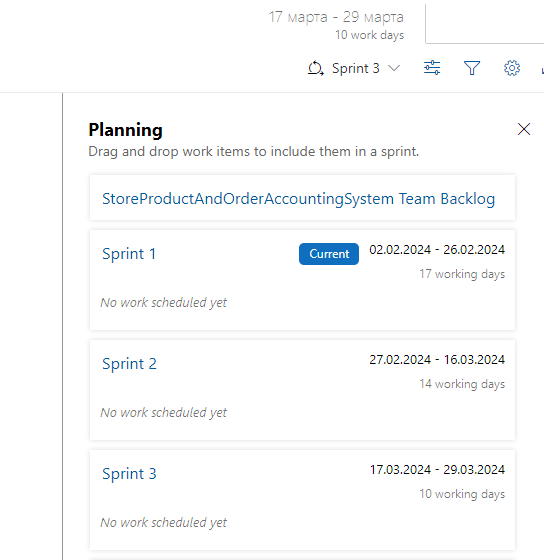 17 марта - 29 марта
10 work days
Sprint 3
Planning
Drag and drop work items to include them in a sprint.
StoreProductAndOrderAccountingSystem Team Backlog
Sprint 1
Current
02.02.2024 - 26.02.2024
17 working days
No work scheduled yet
Sprint 2
27.02.2024 - 16.03.2024
14 working days
No work scheduled yet
Sprint 3
17.03.2024 - 29.03.2024
10 working days
No work scheduled yet